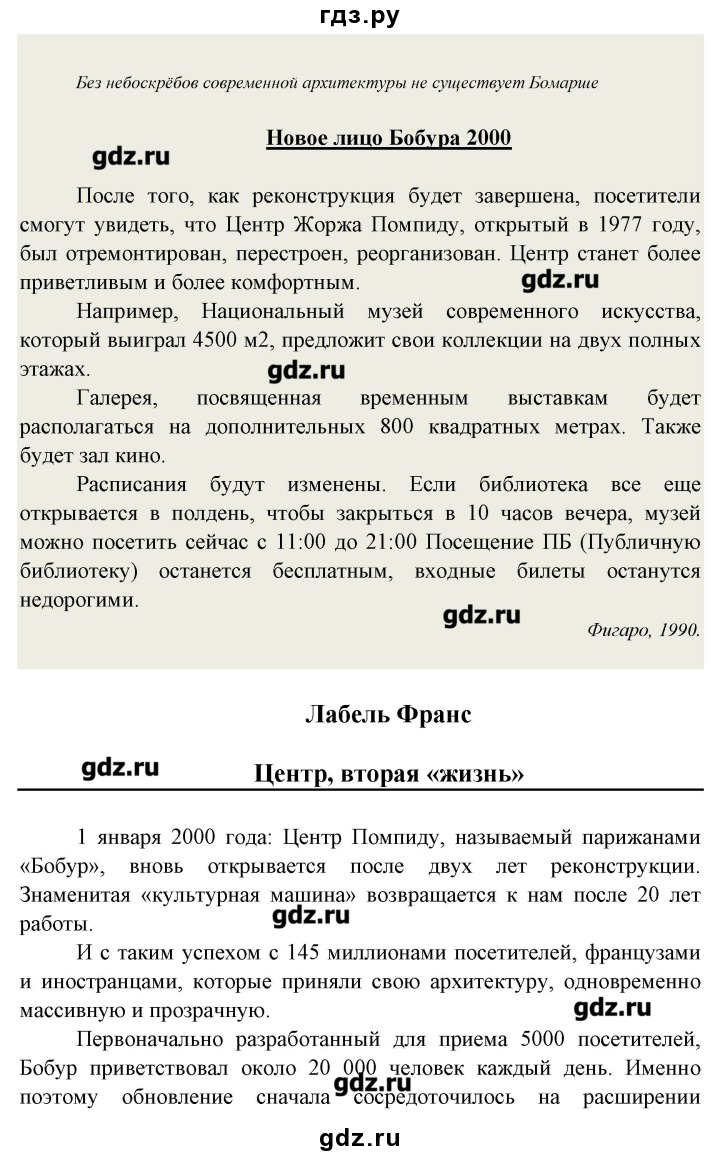 гдз.ру
Без небоскрёбов современной архитектуры не существует Бомарше
Новое лицо Бобура 2000
gdz.ru
После того, как реконструкция будет завершена, посетители
смогут увидеть, что Центр Жоржа Помпиду, открытый в 1977 году,
был отремонтирован, перестроен, реорганизован. Центр станет более
приветливым и более комфортным.
gdz.ru
Например, Национальный музей современного искусства,
который выиграл 4500 м2, предложит свои коллекции на двух полных
этажах.
gdz.ru
Галерея, посвященная временным выставкам будет
располагаться на дополнительных 800 квадратных метрах. Также
будет зал кино.
Расписания будут изменены. Если библиотека все еще
открывается в полдень, чтобы закрыться в 10 часов вечера, музей
можно посетить сейчас с 11:00 до 21:00 Посещение ПБ (Публичную
библиотеку) останется бесплатным, входные билеты останутся
недорогими.
gdz.ru
Фигаро, 1990.
Лабель Франс
gdz.ru
Центр, вторая «жизнь»
1 января 2000 года: Центр Помпиду, называемый парижанами
«Бобур», вновь открывается после двух лет реконструкции.
Знаменитая «культурная машина» возвращается к нам после 20 лет
работы.
gdz.ru
И с таким успехом с 145 миллионами посетителей, французами
и иностранцами, которые приняли свою архитектуру, одновременно
массивную и прозрачную.
gdz.ru
Первоначально разработанный для приема 5000 посетителей,
Бобур приветствовал около 20 000 человек каждый день. Именно
gdz.ru
поэтому обновление сначала сосредоточилось на расширении
gdz.ru